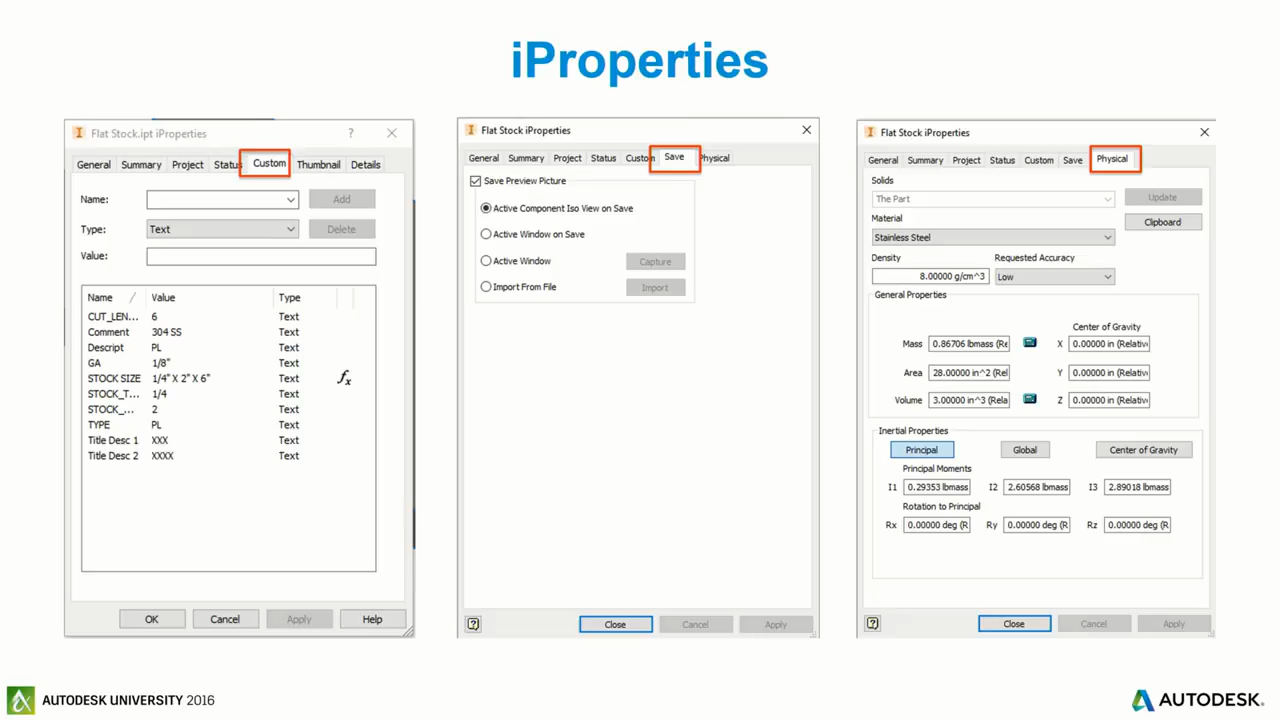 iProperties
Flat Stock.ipt iProperties
?
General Summary Project Status Custom Thumbnail Details
Name: Add
Type: Text Delete
Value:
Name / Value Type
CUT_LEN... 6 Text
Comment 304 SS Text
Descript PL Text
GA 1/8" Text
STOCK SIZE 1/4" X 2" X 6" Text fx
STOCK_T... 1/4 Text
STOCK_... 2 Text
TYPE PL Text
Title Desc 1 XXX Text
Title Desc 2 XXXX Text
OK Cancel Apply Help
Flat Stock iProperties
General Summary Project Status Custom Save Physical
Save Preview Picture
Active Component Iso View on Save
Active Window on Save
Active Window Capture
Import From File Import
? Close Cancel Apply
Flat Stock iProperties
General Summary Project Status Custom Save Physical
Solids
The Part Update
Material Clipboard
Stainless Steel
Density Requested Accuracy
8.00000 g/cm^3 Low
General Properties
Center of Gravity
Mass 0.86706 lbmass (Re X 0.00000 in (Relative
Area 28.00000 in^2 (Rel Y 0.00000 in (Relative
Volume 3.00000 in^3 (Rela Z 0.00000 in (Relative
Inertial Properties
Principal Global Center of Gravity
Principal Moments
I1 0.29353 lbmass I2 2.60568 lbmass I3 2.89018 lbmass
Rotation to Principal
Rx 0.00000 deg (R Ry 0.00000 deg (R Rz 0.00000 deg (R
? Close Cancel Apply
AUTODESK UNIVERSITY 2016
AUTODESK.